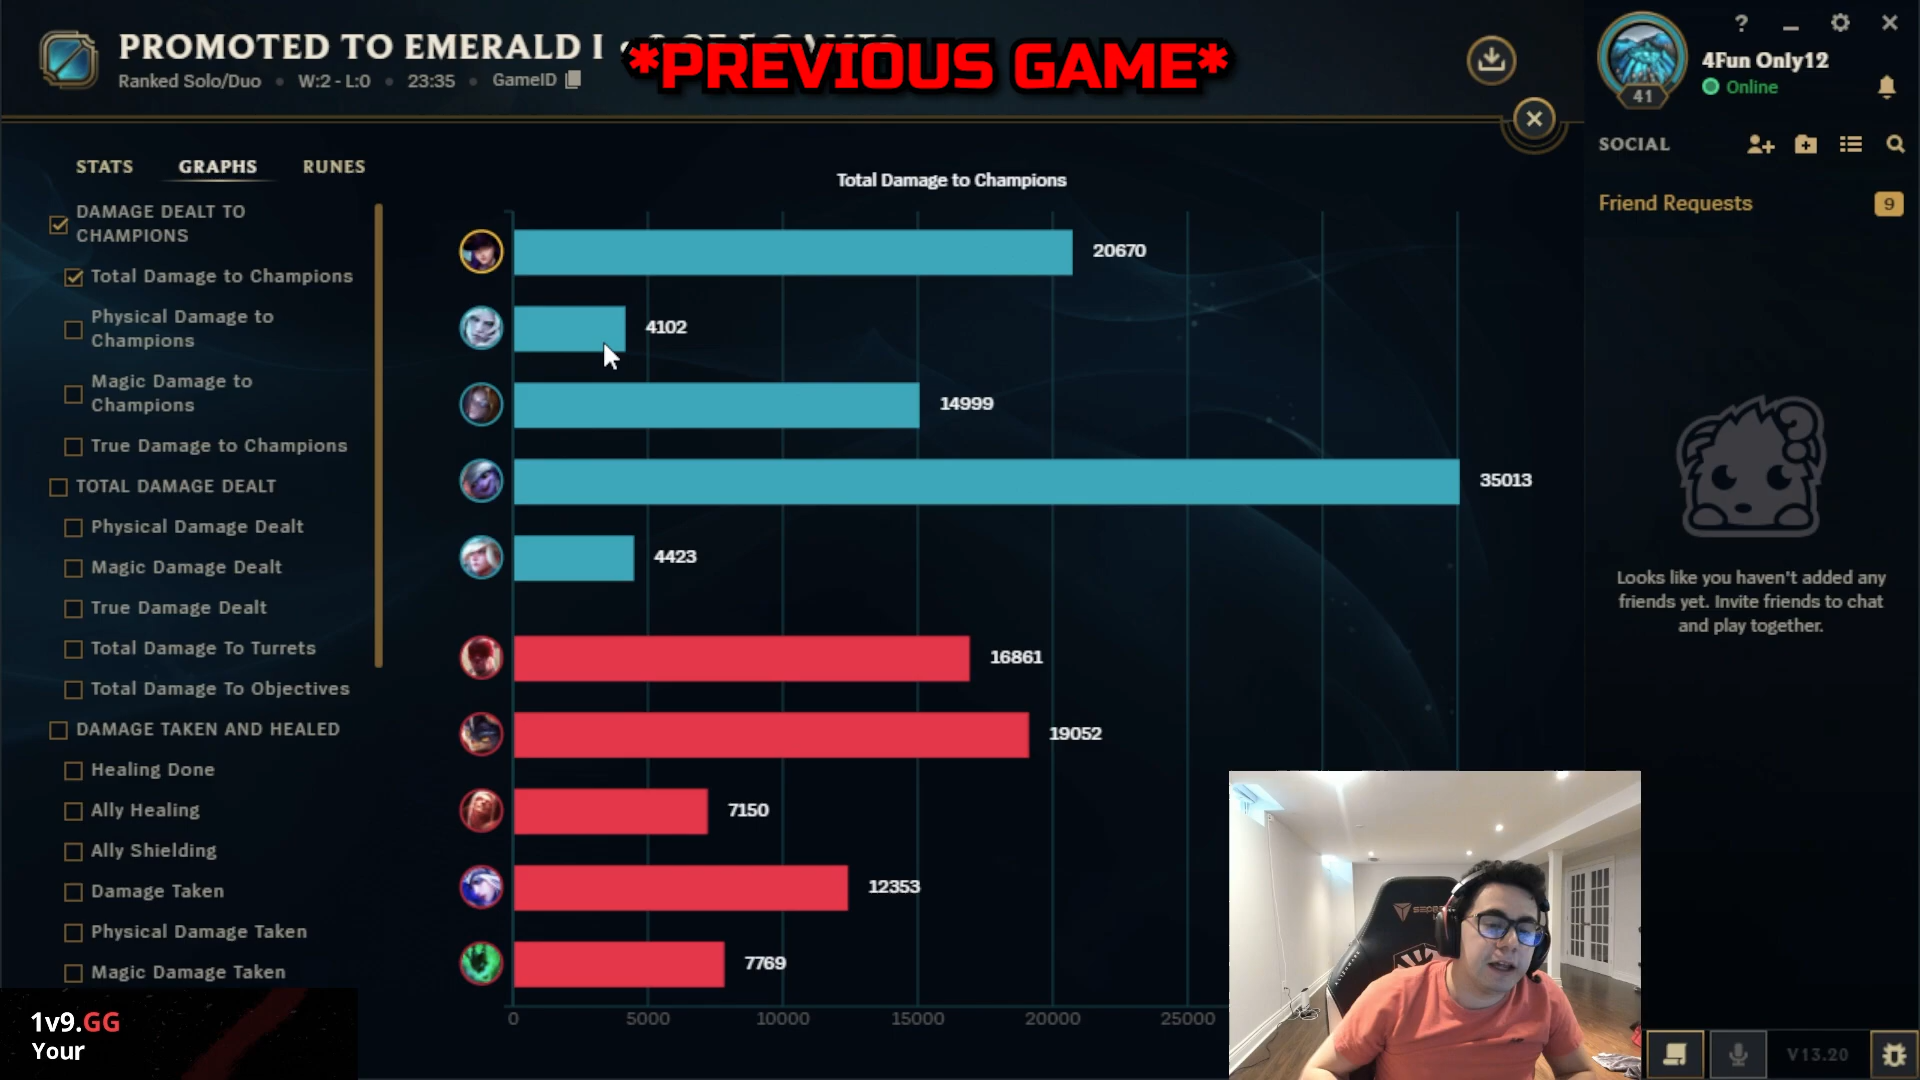 PROMOTED TO EMERALD I
*PREVIOUS GAME*
Ranked Solo/Duo • W:2 - L:0 • 23:35 • GameID
4Fun Only12
Online
41
SOCIAL
Friend Requests 9
Looks like you haven't added any
friends yet. Invite friends to chat
and play together.
STATS GRAPHS RUNES
DAMAGE DEALT TO
CHAMPIONS
Total Damage to Champions
Physical Damage to
Champions
Magic Damage to
Champions
True Damage to Champions
TOTAL DAMAGE DEALT
Physical Damage Dealt
Magic Damage Dealt
True Damage Dealt
Total Damage To Turrets
Total Damage To Objectives
DAMAGE TAKEN AND HEALED
Healing Done
Ally Healing
Ally Shielding
Damage Taken
Physical Damage Taken
Magic Damage Taken
Total Damage to Champions
20670
4102
14999
35013
4423
16861
19052
7150
12353
7769
0 5000 10000 15000 20000 25000
1v9.GG
Your
V13.20